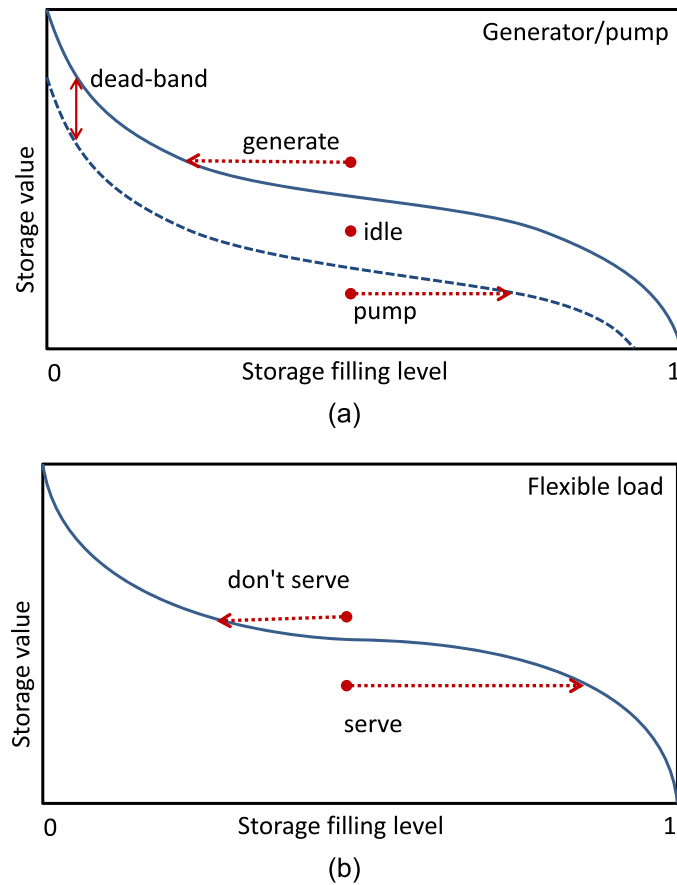 Generator/pump
dead-band
generate
idle
pump
Storage value
0
Storage filling level
1
(a)
Flexible load
don't serve
serve
Storage value
0
Storage filling level
1
(b)